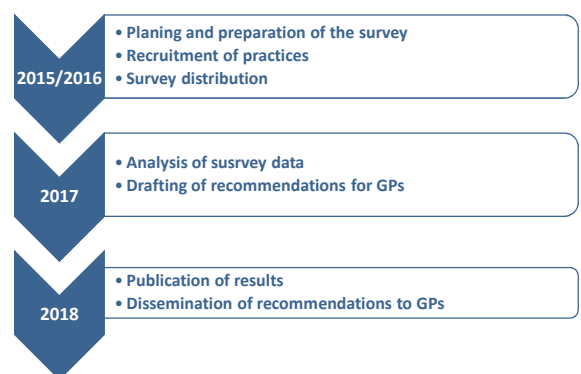 2015/2016
• Planing and preparation of the survey
• Recruitment of practices
• Survey distribution
2017
• Analysis of susrvey data
• Drafting of recommendations for GPs
2018
• Publication of results
• Dissemination of recommendations to GPs